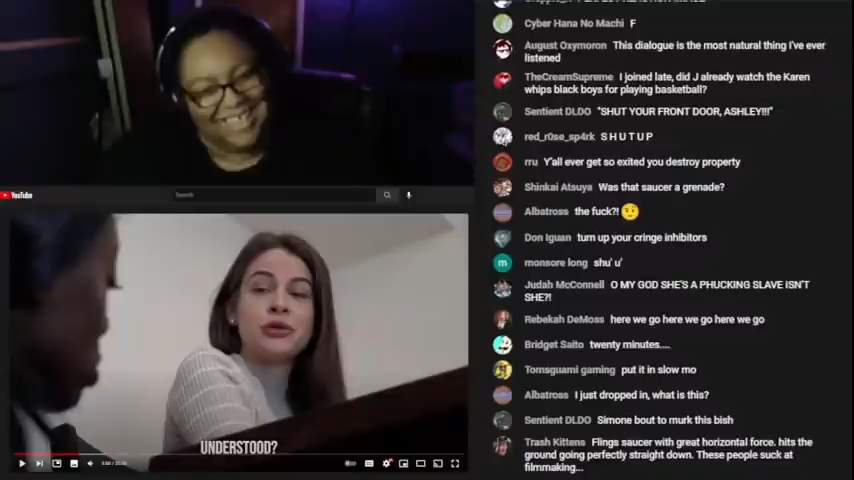 Cyber Hana No Machi F
August Oxymoron This dialogue is the most natural thing I've ever
listened
TheCreamSupreme I joined late, did J already watch the Karen
whips black boys for playing basketball?
Sentient DLDO "SHUT YOUR FRONT DOOR, ASHLEY!!!"
red_r0se_sp4rk S H U T U P
rru Y'all ever get so exited you destroy property
Shinkai Atsuya Was that saucer a grenade?
Albatross the fuck?!
Don Iguan turn up your cringe inhibitors
m monsore long shu' u'
Judah McConnell O MY GOD SHE'S A PHUCKING SLAVE ISN'T
SHE?!
Rebekah DeMoss here we go here we go here we go
Bridget Saito twenty minutes....
Tomsguami gaming put it in slow mo
Albatross I just dropped in, what is this?
Sentient DLDO Simone bout to murk this bish
Trash Kittens Flings saucer with great horizontal force. hits the
ground going perfectly straight down. These people suck at
filmmaking...
YouTube
Search
UNDERSTOOD?